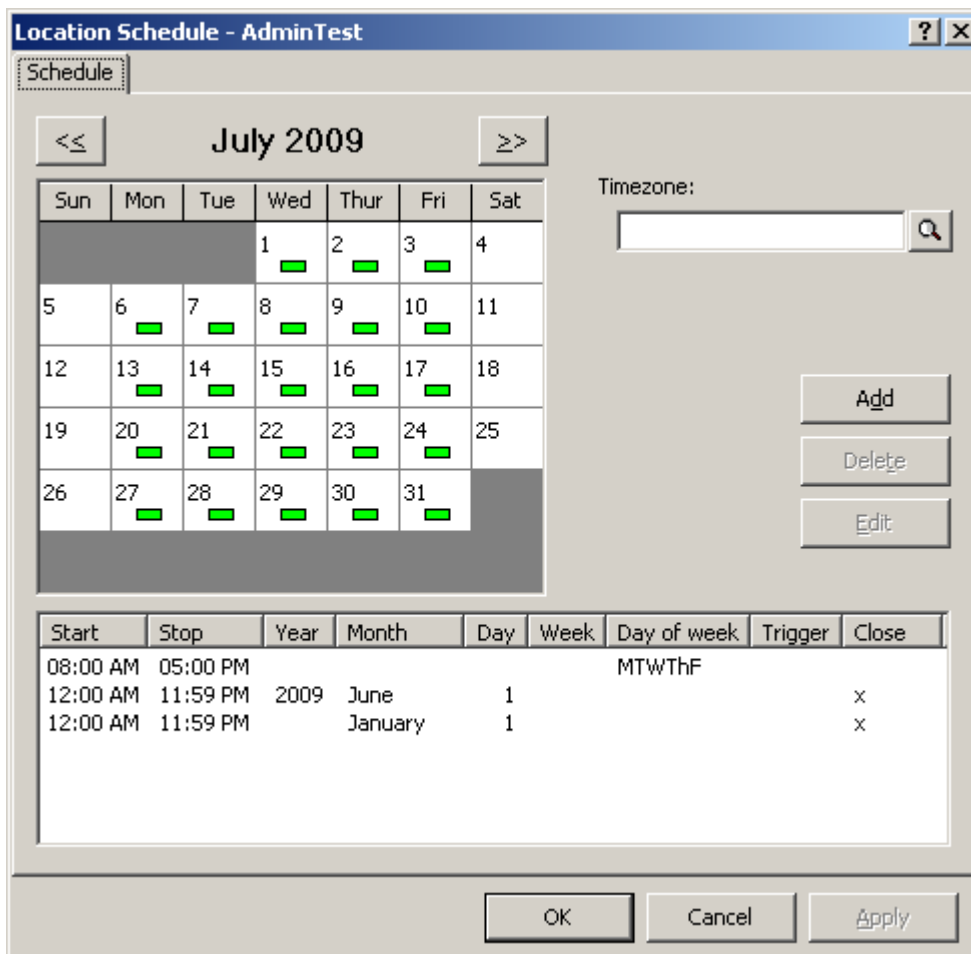 Location Schedule - AdminTest
? X
Schedule
<< July 2009 >>
Sun Mon Tue Wed Thur Fri Sat
1 2 3 4
5 6 7 8 9 10 11
12 13 14 15 16 17 18
19 20 21 22 23 24 25
26 27 28 29 30 31
Timezone:
Add
Delete
Edit
Start Stop Year Month Day Week Day of week Trigger Close
08:00 AM 05:00 PM MTWThF
12:00 AM 11:59 PM 2009 June 1 x
12:00 AM 11:59 PM January 1 x
OK Cancel Apply